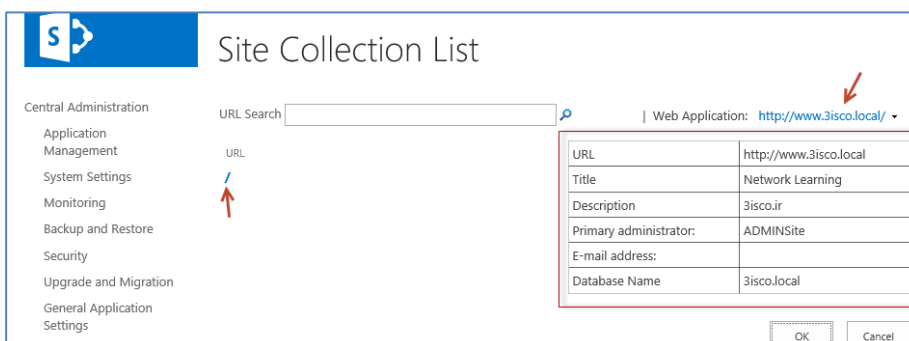 S
Site Collection List
Central Administration
Application
Management
System Settings
Monitoring
Backup and Restore
Security
Upgrade and Migration
General Application
Settings
URL Search
| Web Application: http://www.3isco.local/
URL
/
URL http://www.3isco.local
Title Network Learning
Description 3isco.ir
Primary administrator: ADMINSite
E-mail address:
Database Name 3isco.local
OK Cancel